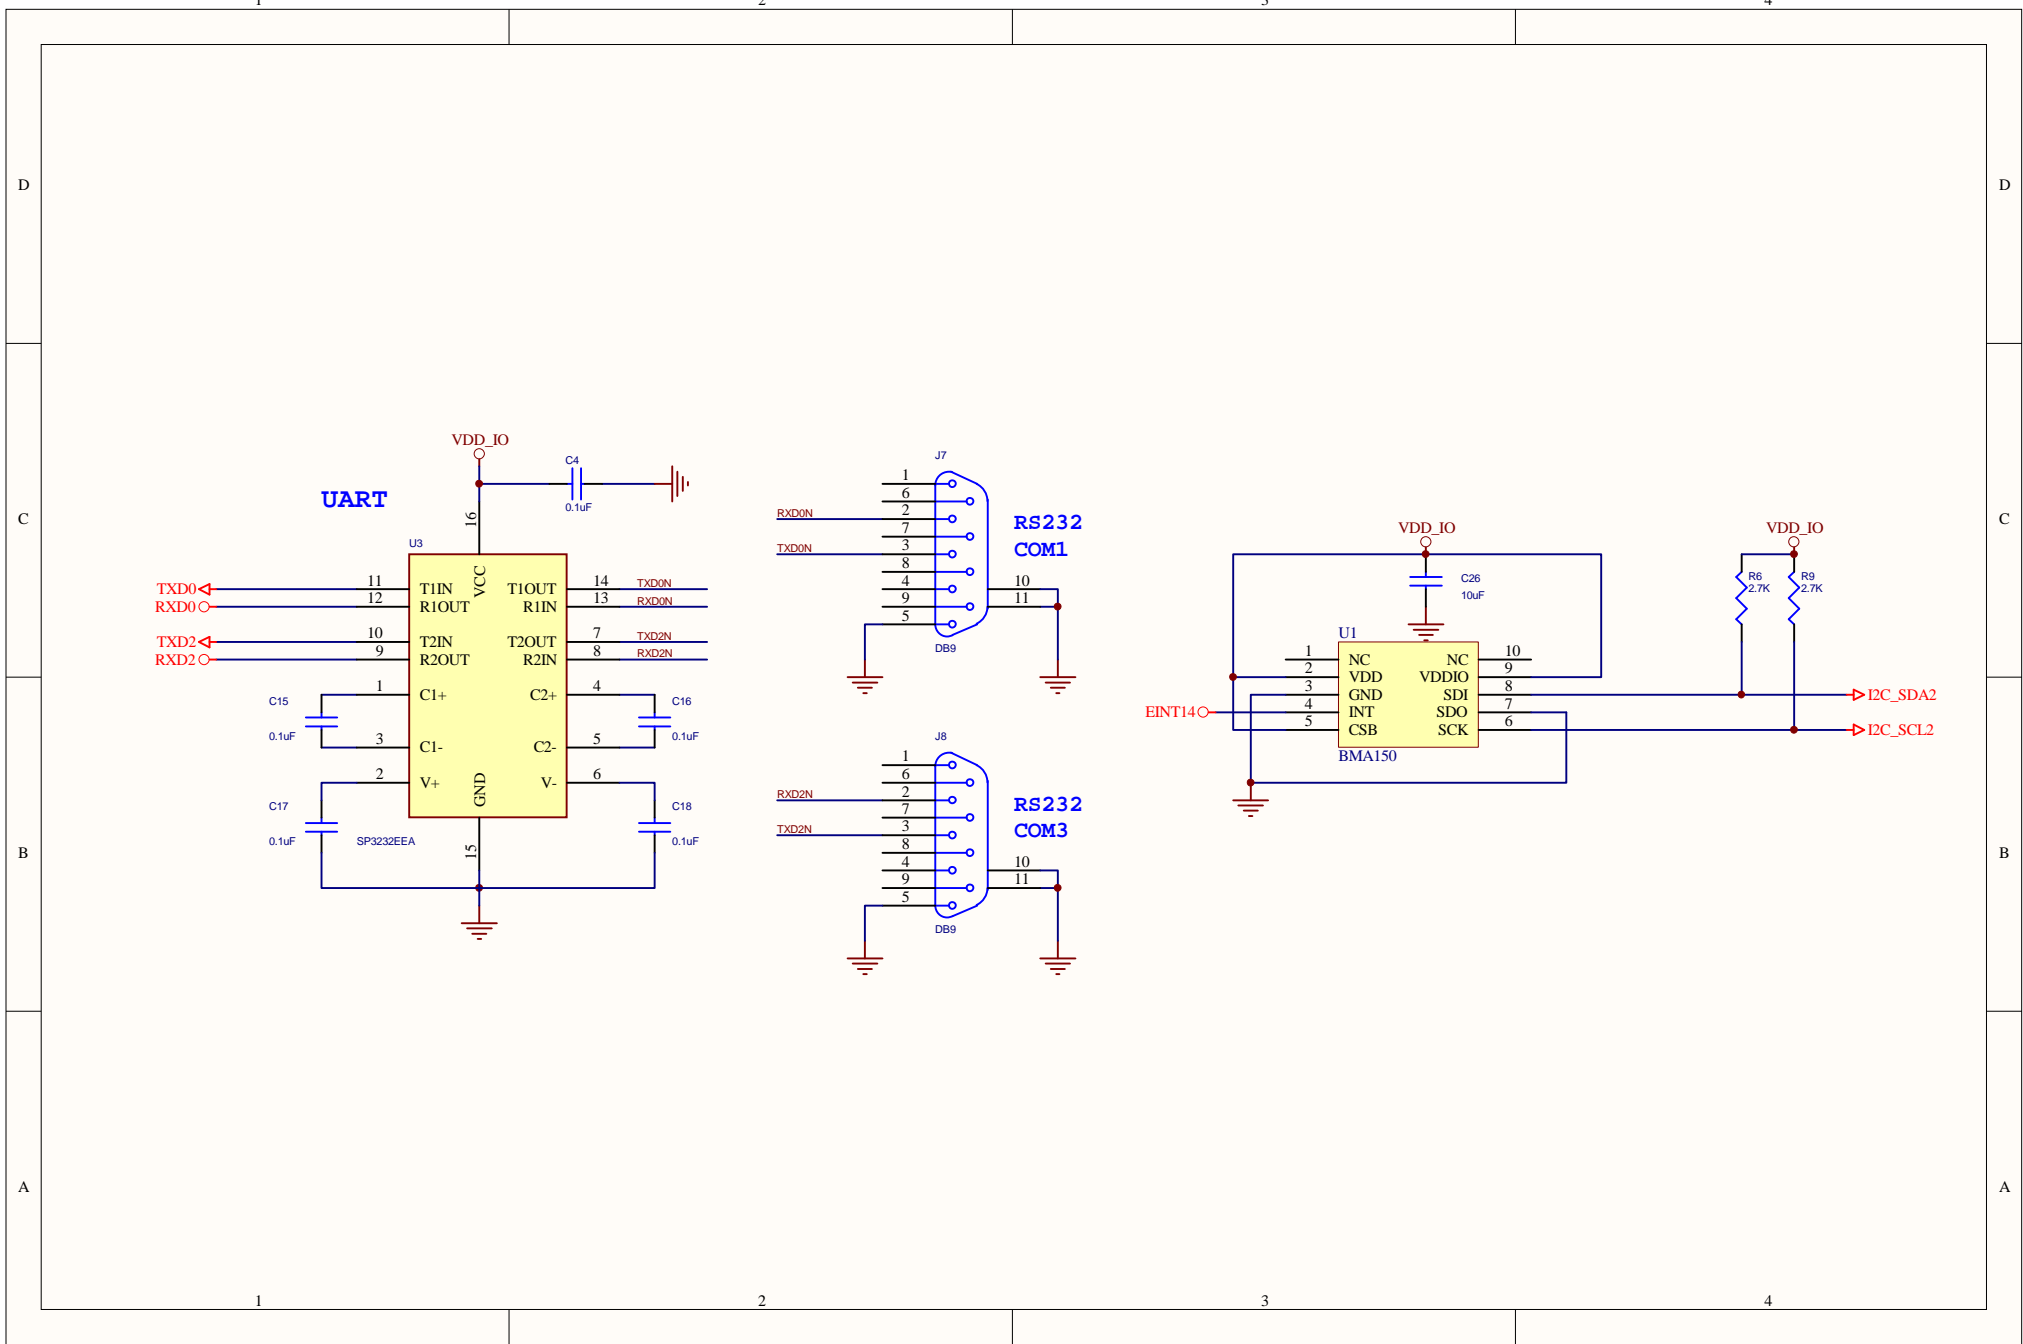 1 2 3 4
D D
C C
B B
A A
UART
VDD_IO
C4
0.1uF
16
U3
VCC
TXD0 11 T1IN T1OUT 14 TXD0N
RXD0 12 R1OUT R1IN 13 RXD0N
TXD2 10 T2IN T2OUT 7 TXD2N
RXD2 9 R2OUT R2IN 8 RXD2N
1 C1+ C2+ 4
C15 C16
0.1uF 0.1uF
3 C1- C2- 5
2 V+ V- 6
GND
C17 C18
0.1uF 0.1uF
SP3232EEA
15
J7
1
6
RXD0N 2
7
TXD0N 3
8
4 10
9 11
5
DB9
RS232
COM1
J8
1
6
RXD2N 2
7
TXD2N 3
8
4 10
9 11
5
DB9
RS232
COM3
VDD_IO
C26
10uF
U1
1 NC NC 10
2 VDD VDDIO 9
3 GND SDI 8
EINT14 4 INT SDO 7
5 CSB SCK 6
BMA150
VDD_IO
R6 R9
2.7K 2.7K
I2C_SDA2
I2C_SCL2
1 2 3 4